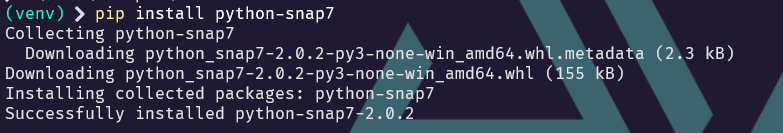 (venv) ❯ pip install python-snap7
Collecting python-snap7
  Downloading python_snap7-2.0.2-py3-none-win_amd64.whl.metadata (2.3 kB)
Downloading python_snap7-2.0.2-py3-none-win_amd64.whl (155 kB)
Installing collected packages: python-snap7
Successfully installed python-snap7-2.0.2